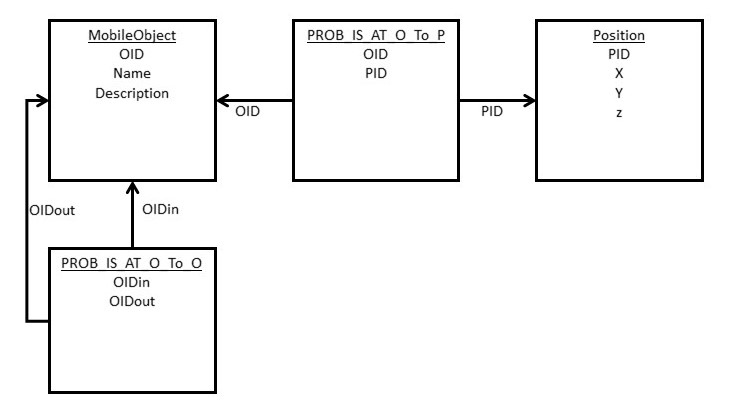 MobileObject
OID
Name
Description
PROB_IS_AT_O_To_P
OID
PID
Position
PID
X
Y
z
OID
PID
OIDout
OIDin
PROB_IS_AT_O_To_O
OIDin
OIDout